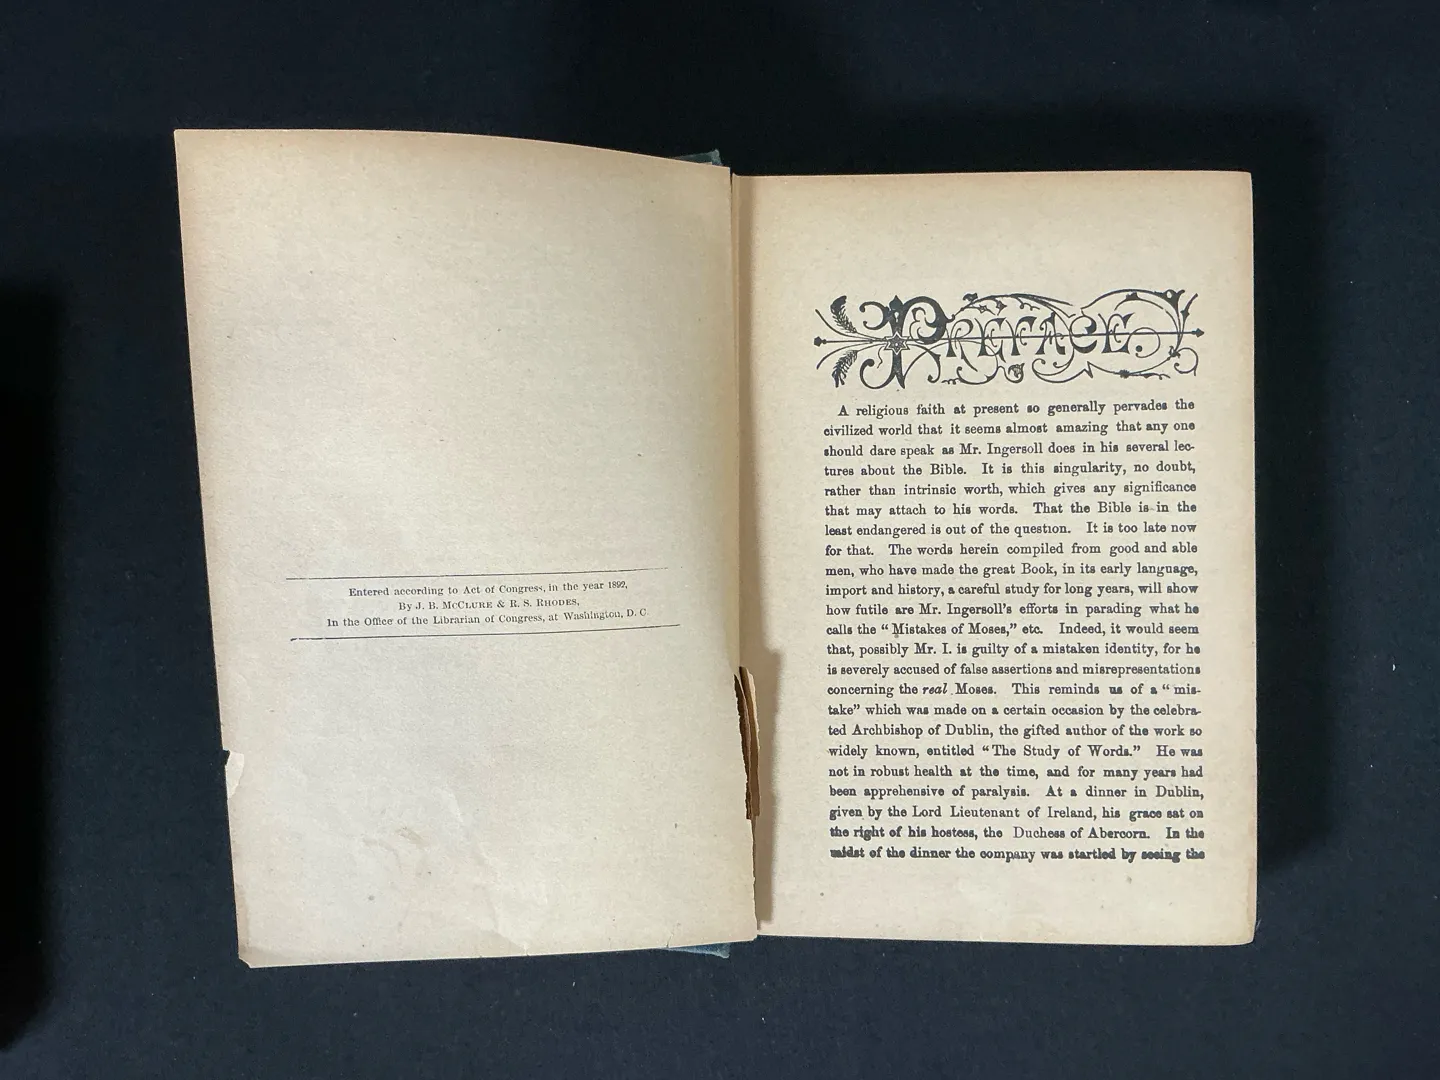 Entered according to Act of Congress, in the year 1892,
By J. B. McClure & R. S. Rhodes,
In the Office of the Librarian of Congress, at Washington, D. C.
PREFACE
A religious faith at present so generally pervades the
civilized world that it seems almost amazing that any one
should dare speak as Mr. Ingersoll does in his several lec-
tures about the Bible. It is this singularity, no doubt,
rather than intrinsic worth, which gives any significance
that may attach to his words. That the Bible is in the
least endangered is out of the question. It is too late now
for that. The words herein compiled from good and able
men, who have made the great Book, in its early language,
import and history, a careful study for long years, will show
how futile are Mr. Ingersoll's efforts in parading what he
calls the "Mistakes of Moses," etc. Indeed, it would seem
that, possibly Mr. I. is guilty of a mistaken identity, for he
is severely accused of false assertions and misrepresentations
concerning the real Moses. This reminds us of a "mis-
take" which was made on a certain occasion by the celebra-
ted Archbishop of Dublin, the gifted author of the work so
widely known, entitled "The Study of Words." He was
not in robust health at the time, and for many years had
been apprehensive of paralysis. At a dinner in Dublin,
given by the Lord Lieutenant of Ireland, his grace sat on
the right of his hostess, the Duchess of Abercorn. In the
midst of the dinner the company was startled by seeing the